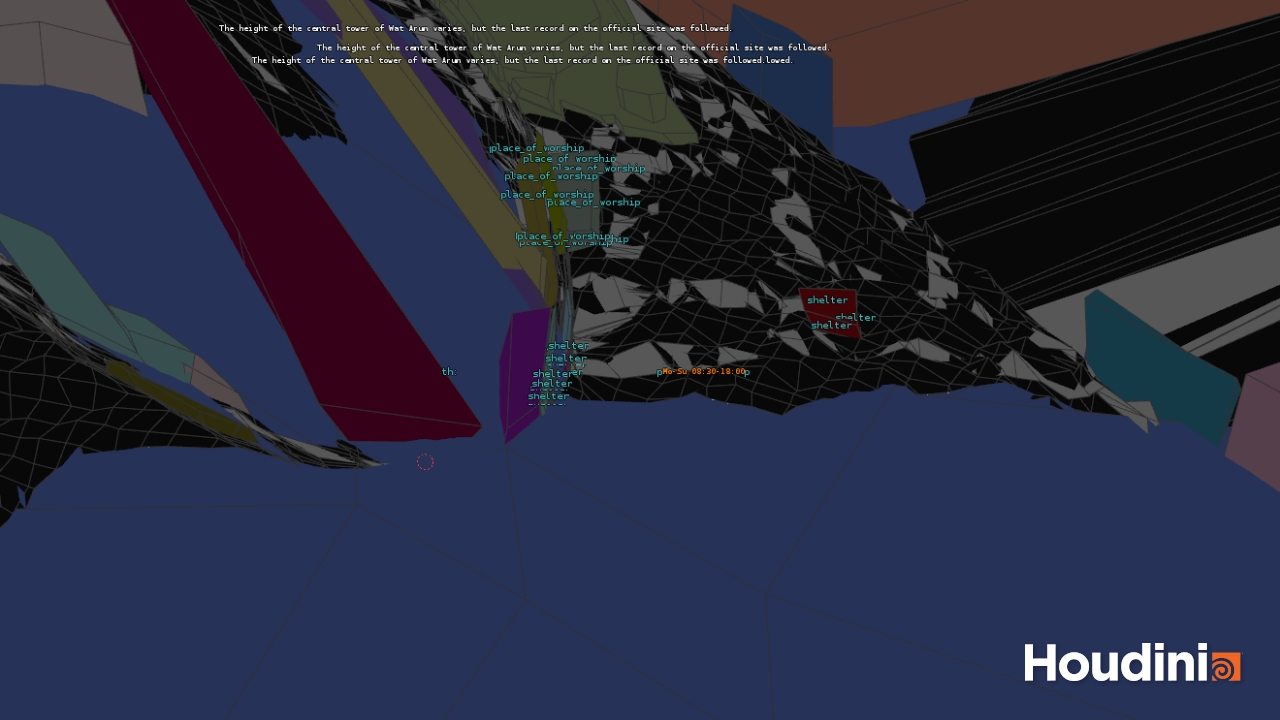 The height of the central tower of Wat Arun varies, but the last record on the official site was followed.
The height of the central tower of Wat Arun varies, but the last record on the official site was followed.
The height of the central tower of Wat Arun varies, but the last record on the official site was followed.lowed.
place_of_worship
place_of_worship
place_of_worship
place_of_worship
place_of_worship
place_of_worship
place_of_worship
place_of_worship
shelter
shelter
shelter
shelter
shelter
th:
shelter
Mo-Su 08:30-18:00
shelter
shelter
Houdini